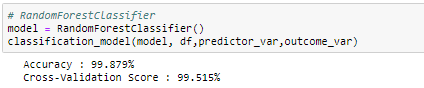 # RandomForestClassifier
model = RandomForestClassifier()
classification_model(model, df,predictor_var,outcome_var)
Accuracy : 99.879%
Cross-Validation Score : 99.515%